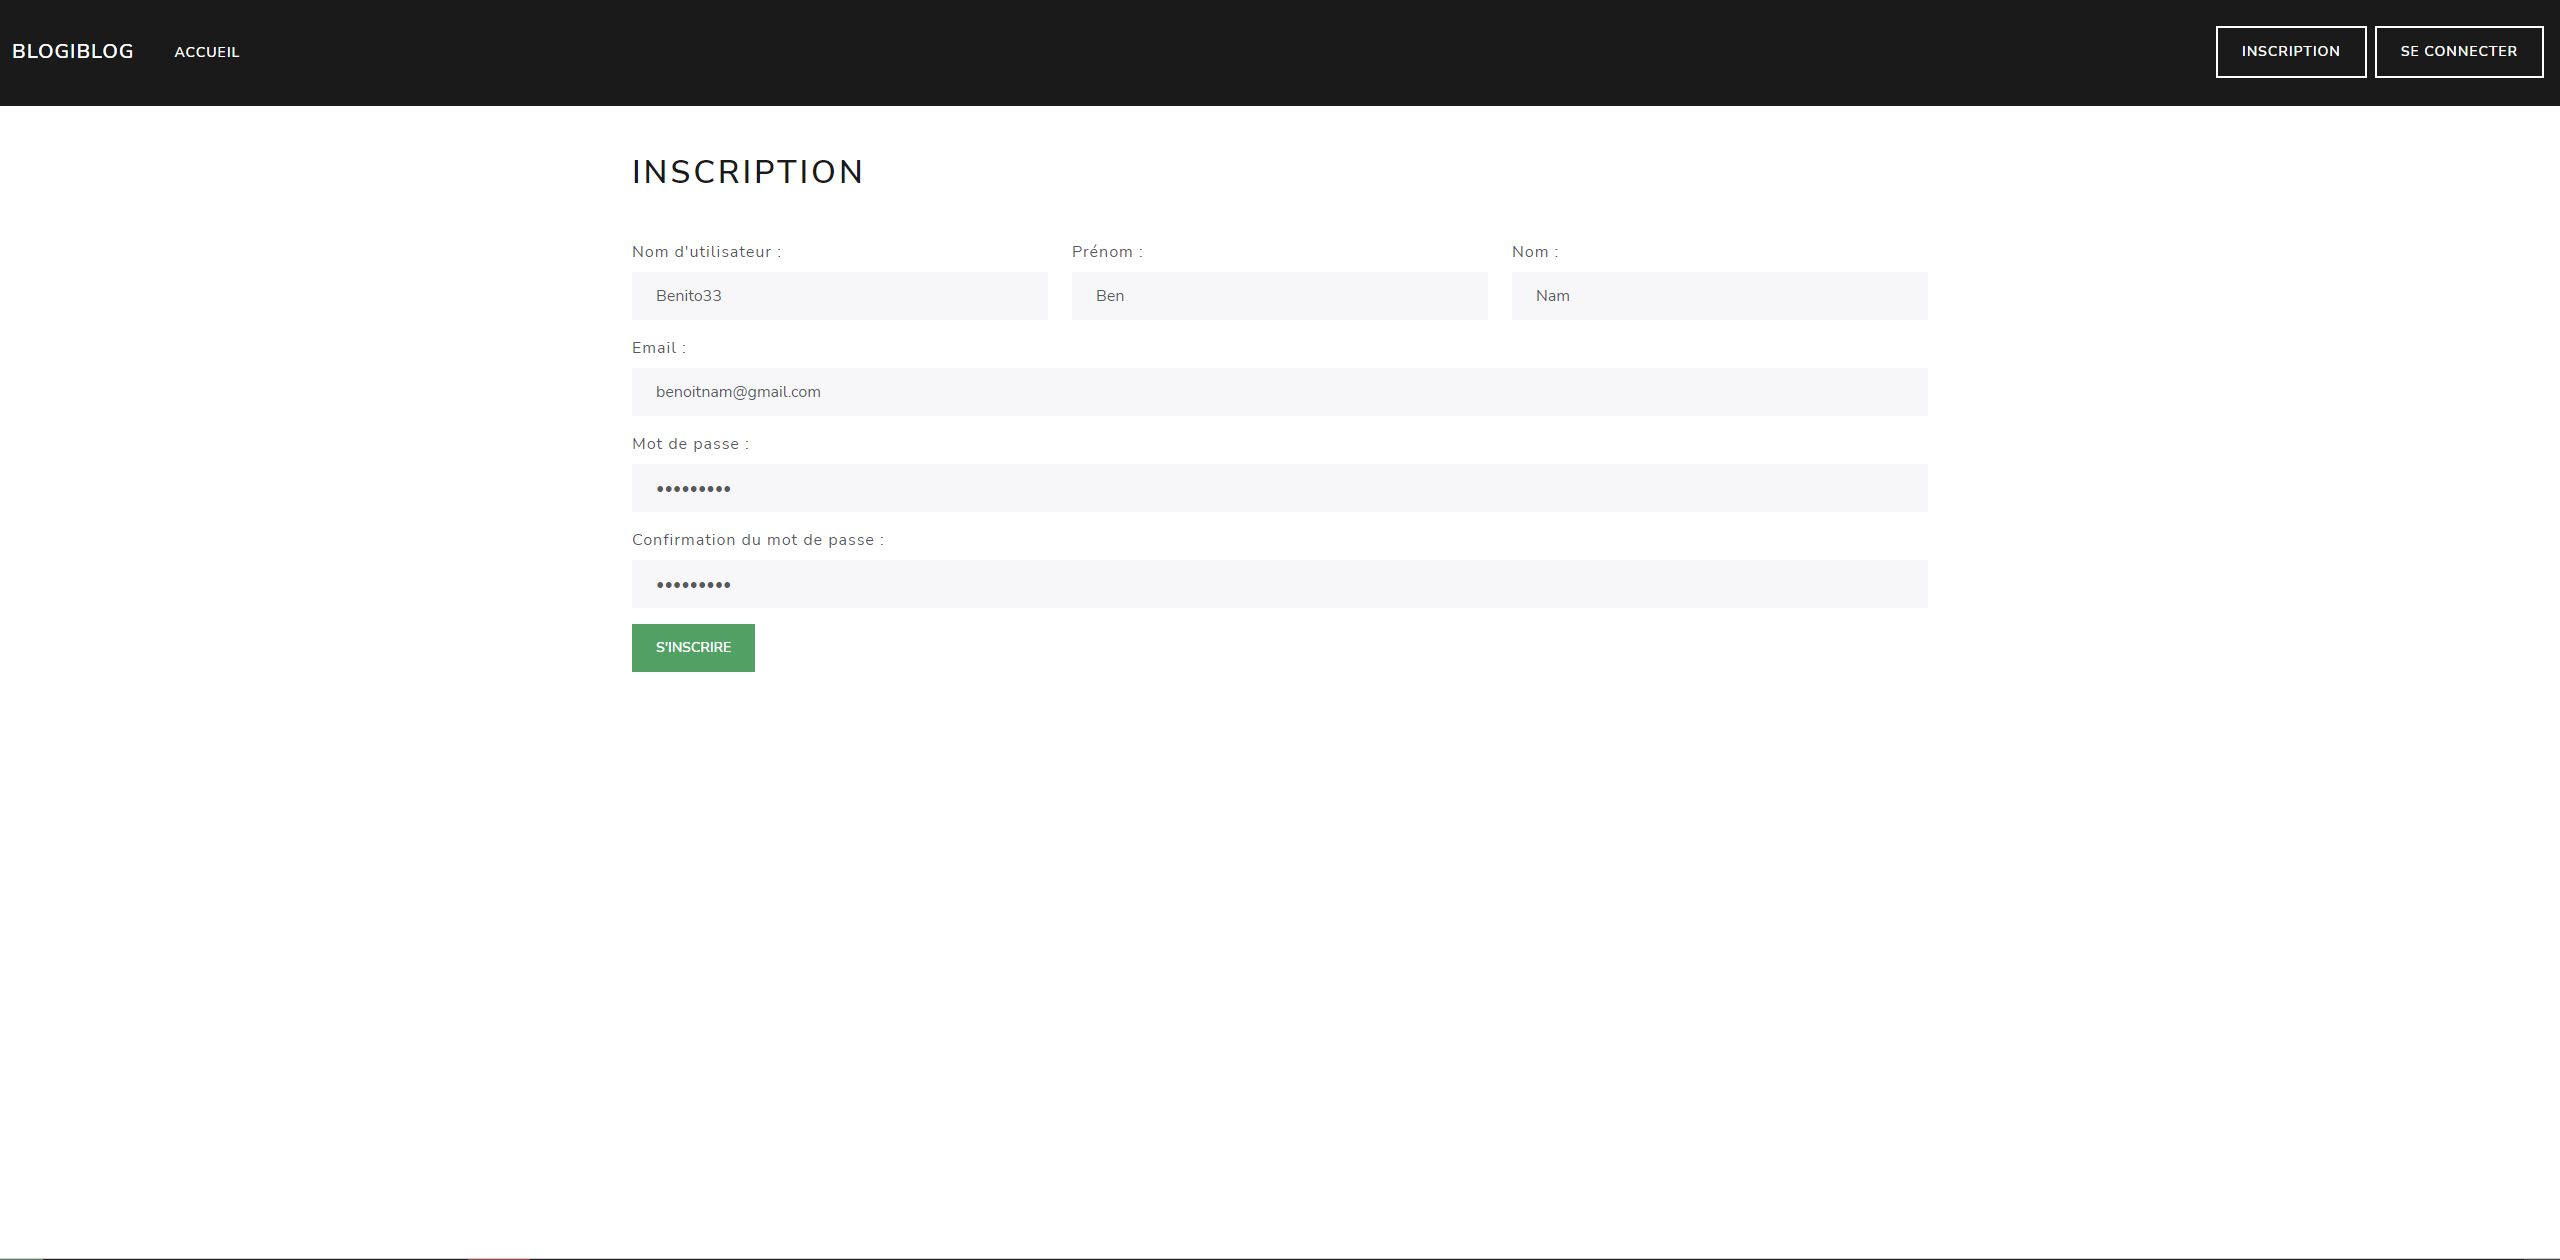 BLOGIBLOG ACCUEIL INSCRIPTION SE CONNECTER
INSCRIPTION
Nom d'utilisateur : Prénom : Nom :
Benito33 Ben Nam
Email :
benoitnam@gmail.com
Mot de passe :
•••••••••
Confirmation du mot de passe :
•••••••••
S'INSCRIRE